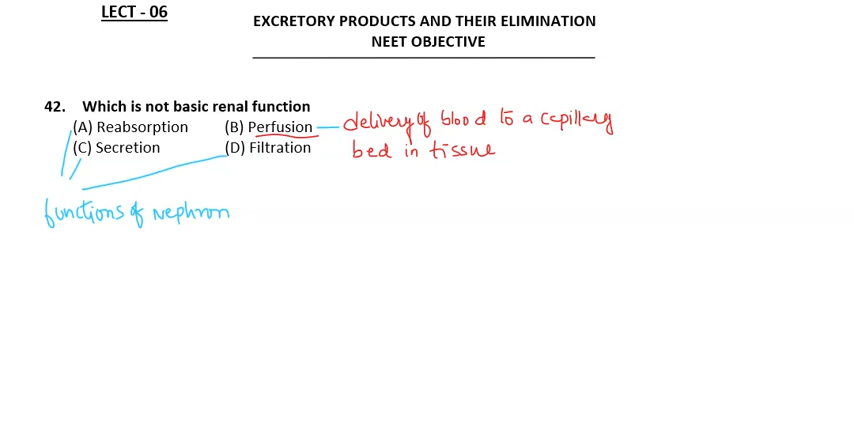 LECT - 06
EXCRETORY PRODUCTS AND THEIR ELIMINATION
NEET OBJECTIVE
42. Which is not basic renal function
(A) Reabsorption (B) Perfusion
(C) Secretion (D) Filtration
delivery of blood to a capillary
bed in tissue
functions of nephron